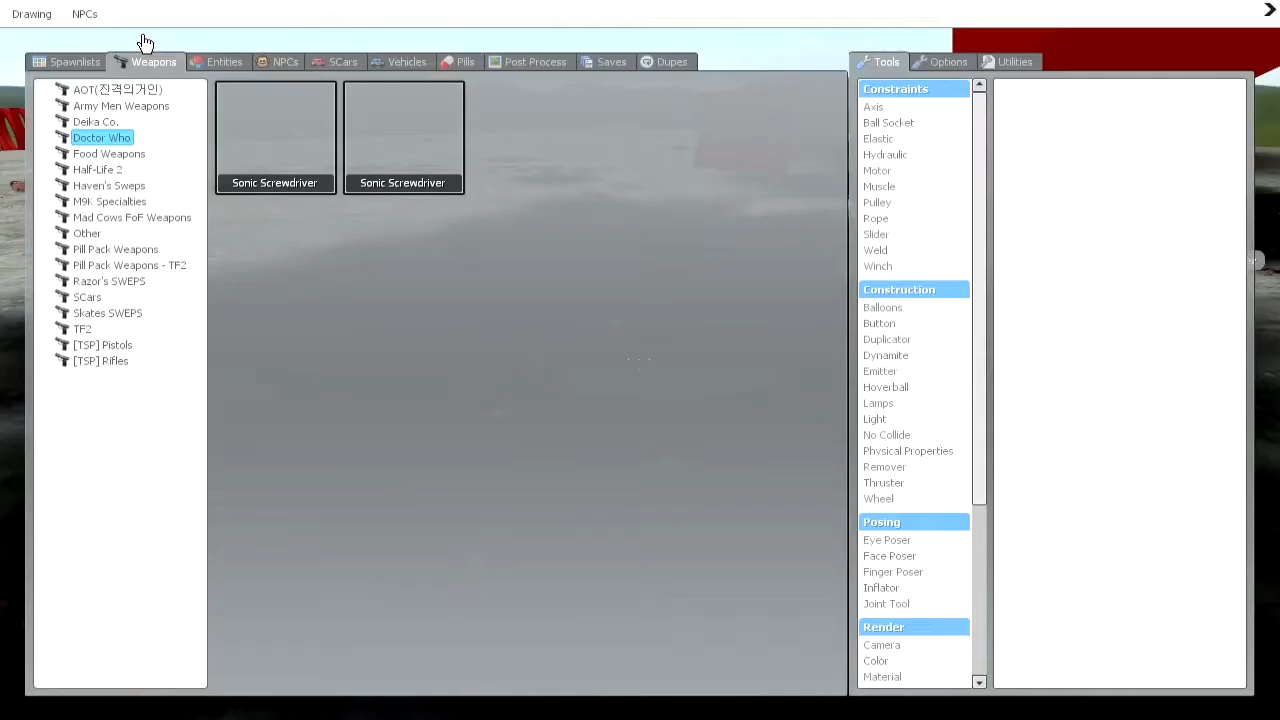 Drawing NPCs
Spawnlists Weapons Entities NPCs SCars Vehicles Pills Post Process Saves Dupes
Tools Options Utilities
AOT(진격의거인)
Army Men Weapons
Deika Co.
Doctor Who
Food Weapons
Half-Life 2
Haven's Sweps
M9K Specialties
Mad Cows FoF Weapons
Other
Pill Pack Weapons
Pill Pack Weapons - TF2
Razor's SWEPS
SCars
Skates SWEPS
TF2
[TSP] Pistols
[TSP] Rifles
Sonic Screwdriver Sonic Screwdriver
Constraints
Axis
Ball Socket
Elastic
Hydraulic
Motor
Muscle
Pulley
Rope
Slider
Weld
Winch
Construction
Balloons
Button
Duplicator
Dynamite
Emitter
Hoverball
Lamps
Light
No Collide
Physical Properties
Remover
Thruster
Wheel
Posing
Eye Poser
Face Poser
Finger Poser
Inflator
Joint Tool
Render
Camera
Color
Material